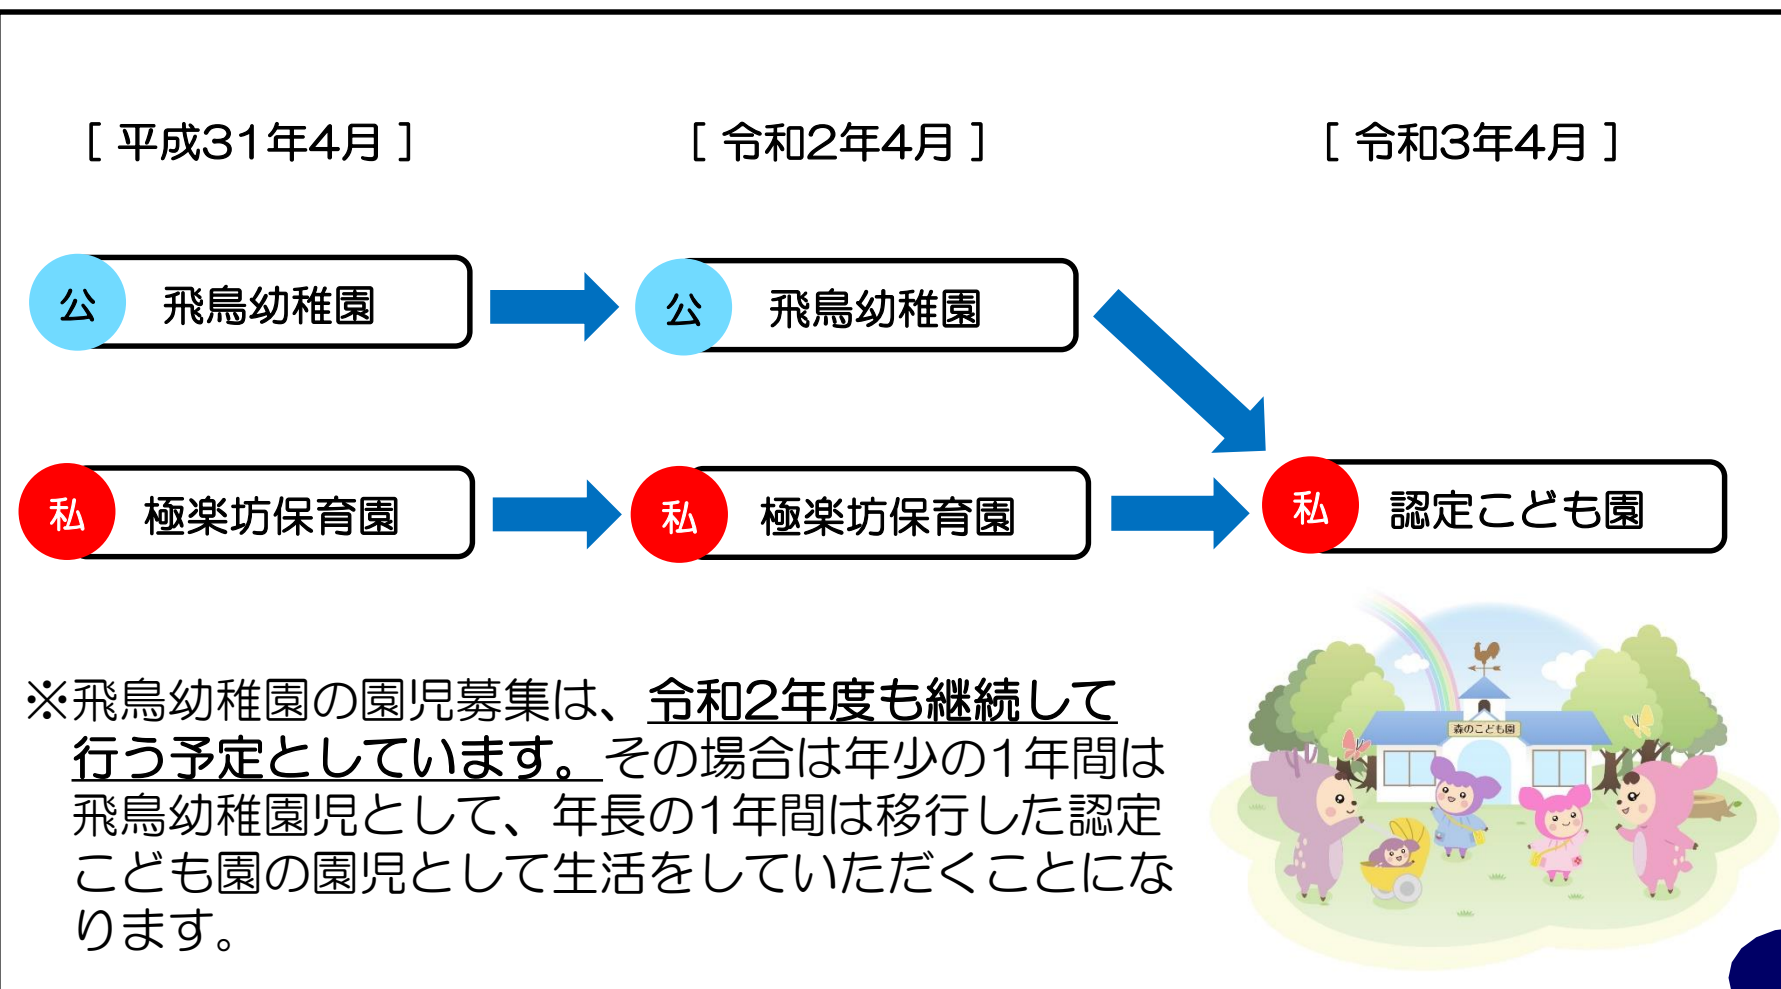 [ 平成31年4月 ] [ 令和2年4月 ] [ 令和3年4月 ]
公 飛鳥幼稚園 公 飛鳥幼稚園
私 極楽坊保育園 私 極楽坊保育園 私 認定こども園
※飛鳥幼稚園の園児募集は、令和2年度も継続して
行う予定としています。その場合は年少の1年間は
飛鳥幼稚園児として、年長の1年間は移行した認定
こども園の園児として生活をしていただくことにな
ります。
森のこども園